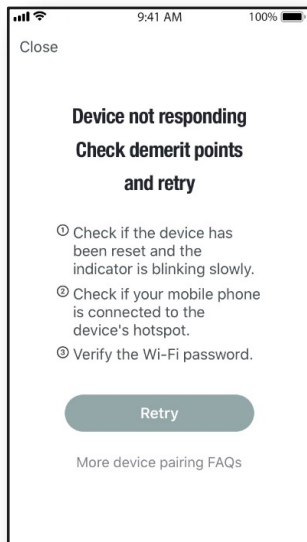 9:41 AM
100%
Close
Device not responding
Check demerit points
and retry
① Check if the device has
been reset and the
indicator is blinking slowly.
② Check if your mobile phone
is connected to the
device's hotspot.
③ Verify the Wi-Fi password.
Retry
More device pairing FAQs